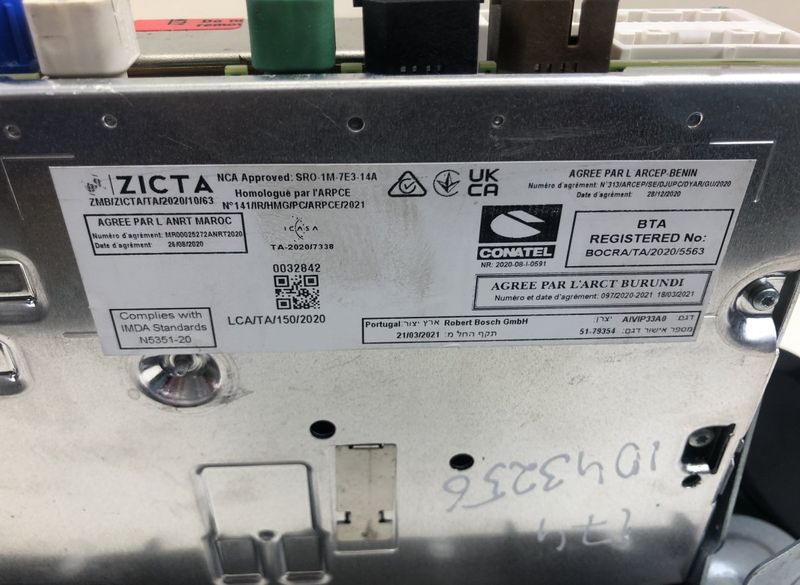 ZICTA
ZMB/ZICTA/TA/2020/10/63
AGREE PAR L ANRT MAROC
Numéro d'agrément: MR00025272ANRT2020
Date d'agrément: 26/08/2020
NCA Approved: SRO-1M-7E3-14A
Homologué par l'ARPCE
N°141/IR/HMG/PC/ARPCE/2021
ICASA
TA-2020/7338
0032842
LCA/TA/150/2020
Complies with
IMDA Standards
N5351-20
UK
CA
AGREE PAR L ARCEP-BENIN
Numéro d'agrément: N°313/ARCEP/SE/DJUPC/DYAR/GU/2020
Date d'agrément: 28/12/2020
CONATEL
NR: 2020-08-I-0591
BTA
REGISTERED No:
BOCRA/TA/2020/5563
AGREE PAR L'ARCT BURUNDI
Numéro et date d'agrément: 097/2020-2021 18/03/2021
דגם: AIVIP33A0 יצרן: Robert Bosch GmbH ארץ יצור: Portugal
מספר אישור דגם: 51-79354 תקף החל מ: 21/03/2021
1043256